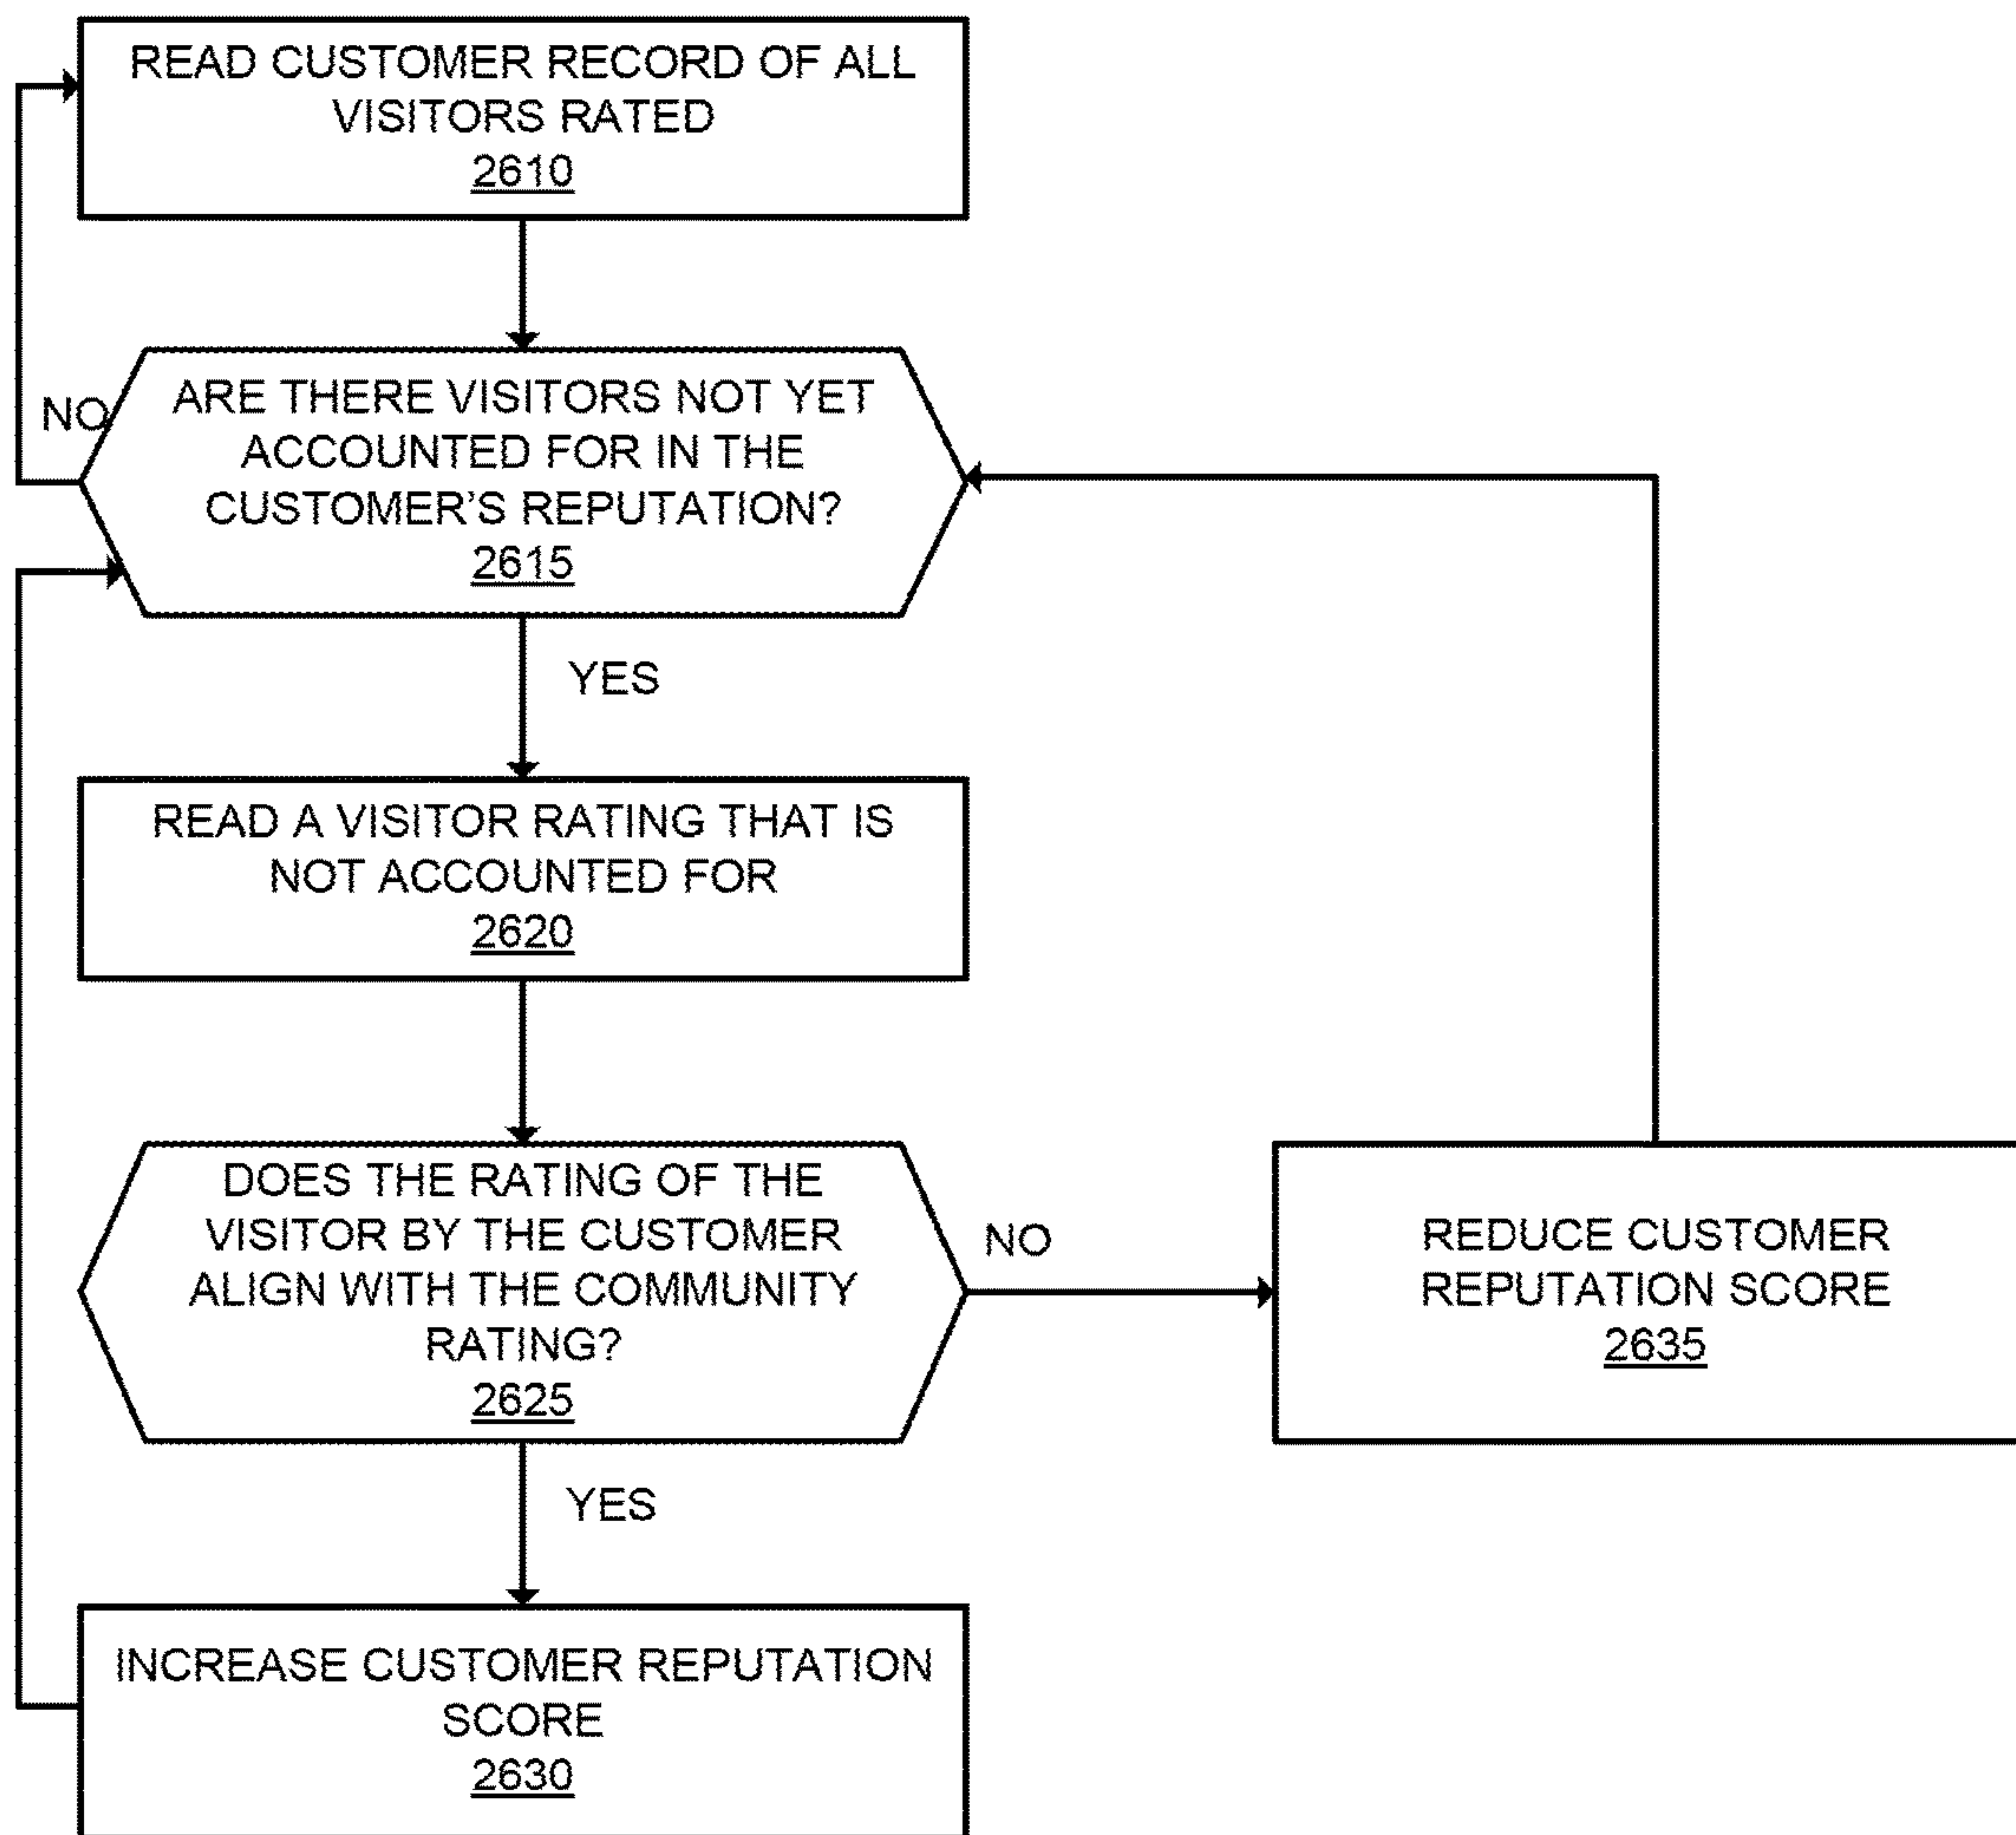 READ CUSTOMER RECORD OF ALL
VISITORS RATED
2610
NO
ARE THERE VISITORS NOT YET
ACCOUNTED FOR IN THE
CUSTOMER'S REPUTATION?
2615
YES
READ A VISITOR RATING THAT IS
NOT ACCOUNTED FOR
2620
DOES THE RATING OF THE
VISITOR BY THE CUSTOMER
ALIGN WITH THE COMMUNITY
RATING?
2625
NO
REDUCE CUSTOMER
REPUTATION SCORE
2635
YES
INCREASE CUSTOMER REPUTATION
SCORE
2630